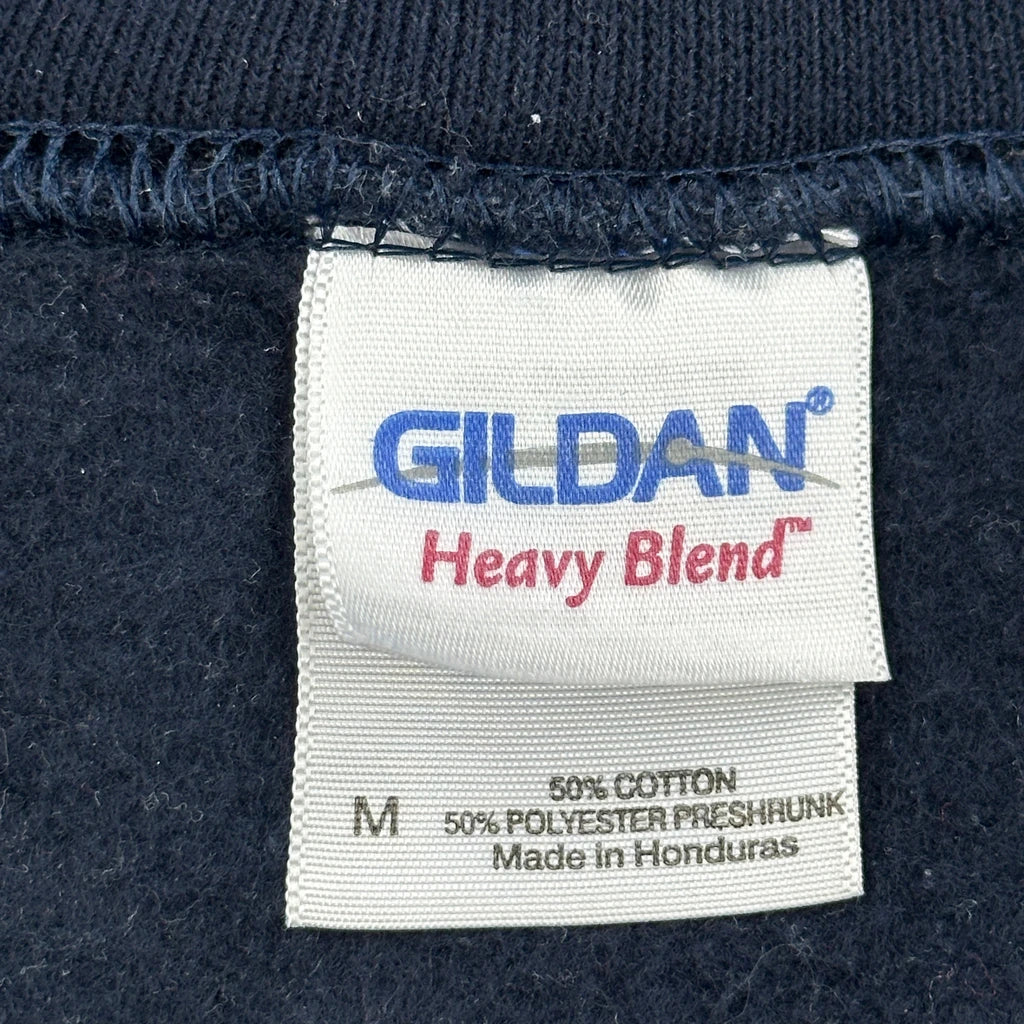 GILDAN®
Heavy Blend™
M
50% COTTON
50% POLYESTER PRESHRUNK
Made in Honduras